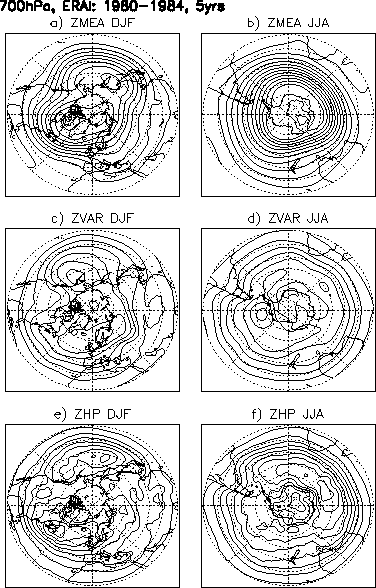 700hPa, ERAI: 1980-1984, 5yrs
a) ZMEA DJF
b) ZMEA JJA
c) ZVAR DJF
d) ZVAR JJA
e) ZHP DJF
f) ZHP JJA